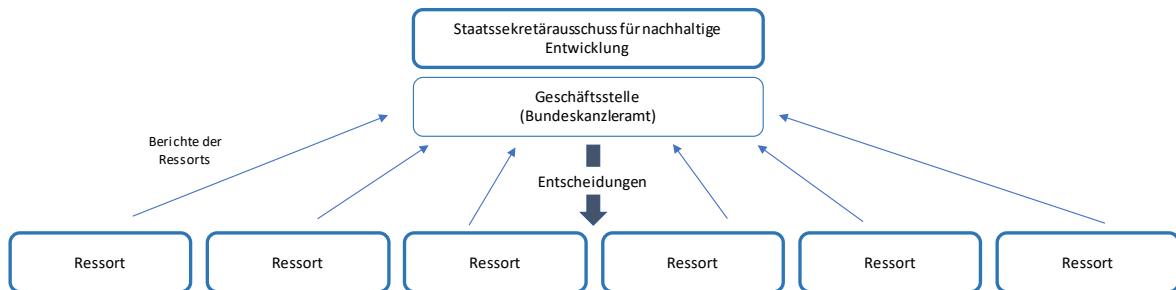 Staatssekretärausschuss für nachhaltige
Entwicklung
Geschäftsstelle
(Bundeskanzleramt)
Berichte der
Ressorts
Entscheidungen
Ressort
Ressort
Ressort
Ressort
Ressort
Ressort